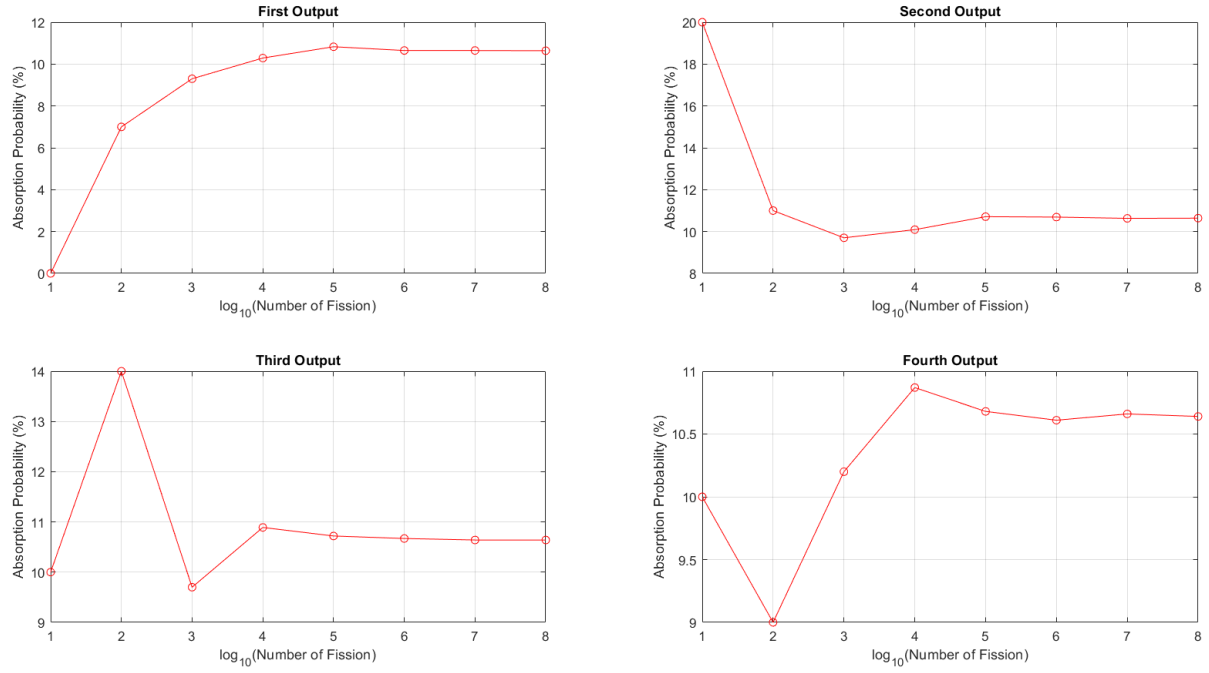 First Output
12
10
8
6
4
2
0
Absorption Probability (%)
1 2 3 4 5 6 7 8
log10(Number of Fission)
Second Output
20
18
16
14
12
10
8
Absorption Probability (%)
1 2 3 4 5 6 7 8
log10(Number of Fission)
Third Output
14
13
12
11
10
9
Absorption Probability (%)
1 2 3 4 5 6 7 8
log10(Number of Fission)
Fourth Output
11
10.5
10
9.5
9
Absorption Probability (%)
1 2 3 4 5 6 7 8
log10(Number of Fission)